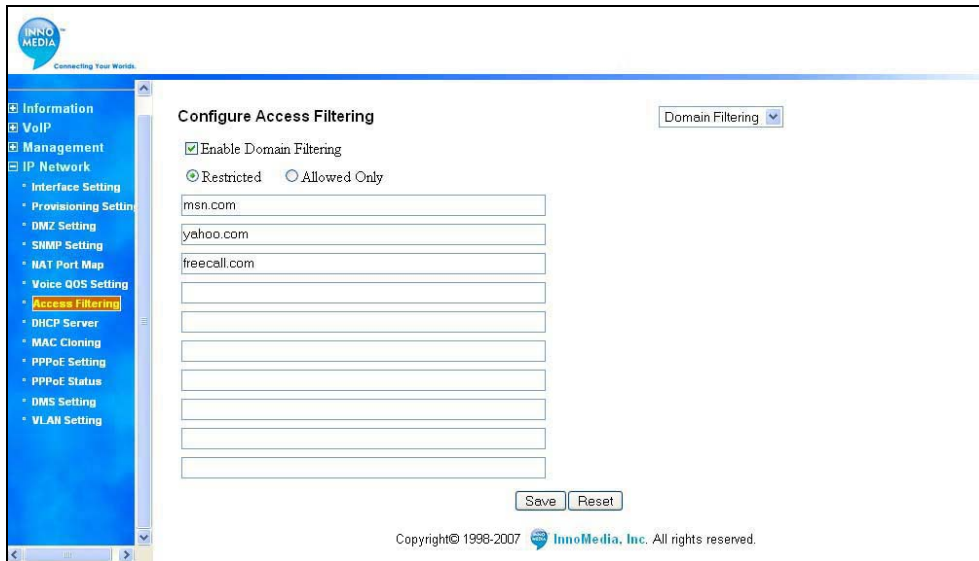 INNO
MEDIA
™
Connecting Your Worlds.
Information
VoIP
Management
IP Network
Interface Setting
Provisioning Settin
DMZ Setting
SNMP Setting
NAT Port Map
Voice QOS Setting
Access Filtering
DHCP Server
MAC Cloning
PPPoE Setting
PPPoE Status
DMS Setting
VLAN Setting
Configure Access Filtering
Domain Filtering
Enable Domain Filtering
Restricted Allowed Only
msn.com
yahoo.com
freecall.com
Save Reset
Copyright© 1998-2007 INNO MEDIA InnoMedia, Inc. All rights reserved.